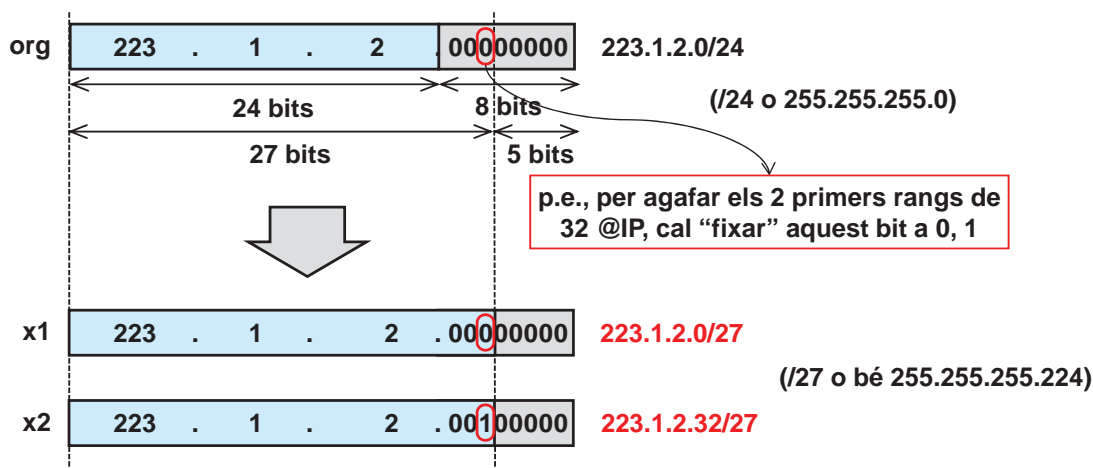 org 223 . 1 . 2 .00000000 223.1.2.0/24
24 bits 8 bits (/24 o 255.255.255.0)
27 bits 5 bits
p.e., per agafar els 2 primers rangs de
32 @IP, cal “fixar” aquest bit a 0, 1
x1 223 . 1 . 2 .00000000 223.1.2.0/27
(/27 o bé 255.255.255.224)
x2 223 . 1 . 2 .00100000 223.1.2.32/27